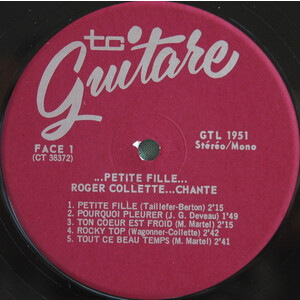 tc
Guitare
FACE 1
(CT 38372)
GTL 1951
Stéréo/Mono
...PETITE FILLE...
ROGER COLLETTE...CHANTE
1. PETITE FILLE (Taillefer-Berton) 2'15
2. POURQUOI PLEURER (J. G. Deveau) 1'49
3. TON COEUR EST FROID (M. Martel) 2'15
4. ROCKY TOP (Wagonner-Collette) 2'42
5. TOUT CE BEAU TEMPS (M. Martel) 2'41